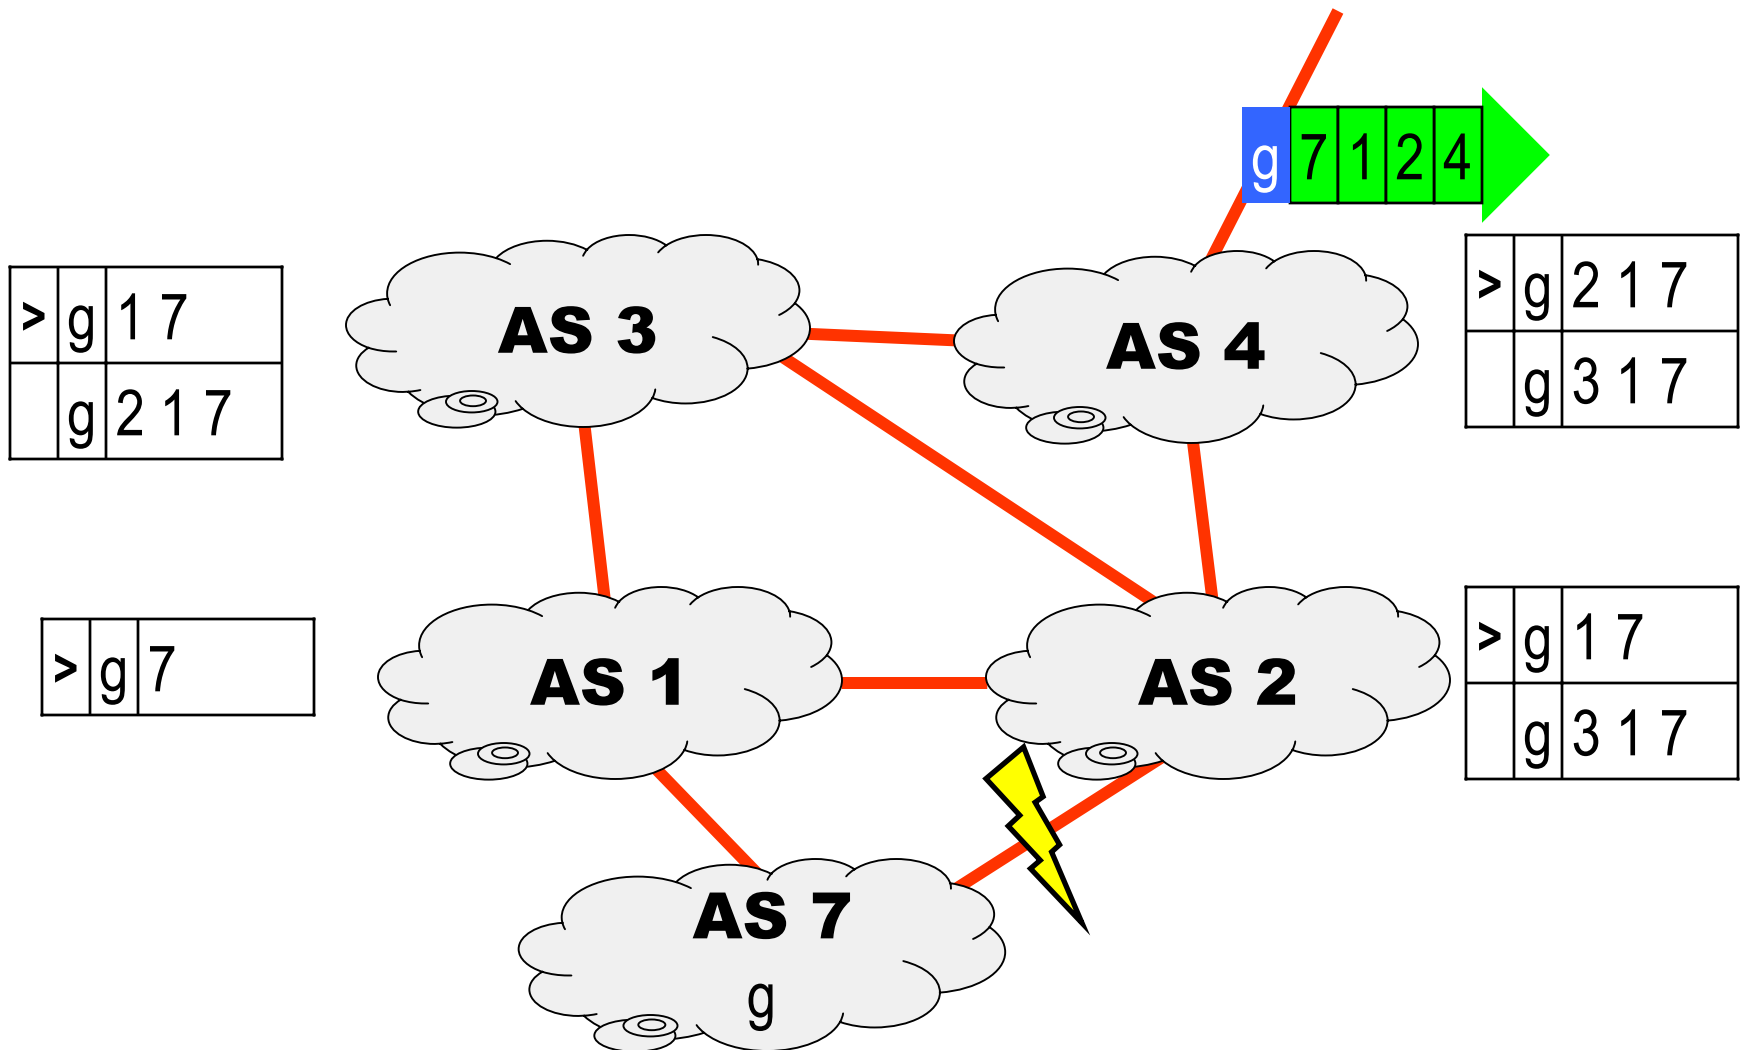 g 7 1 2 4
AS 3
AS 4
> g 1 7
g 2 1 7
> g 2 1 7
g 3 1 7
> g 7
AS 1
AS 2
> g 1 7
g 3 1 7
AS 7
g